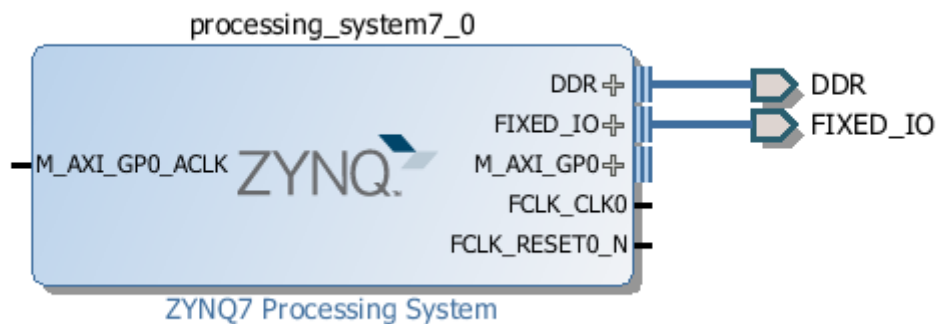 processing_system7_0
DDR
DDR
FIXED_IO
FIXED_IO
M_AXI_GP0_ACLK
ZYNQ
M_AXI_GP0
FCLK_CLK0
FCLK_RESET0_N
ZYNQ7 Processing System